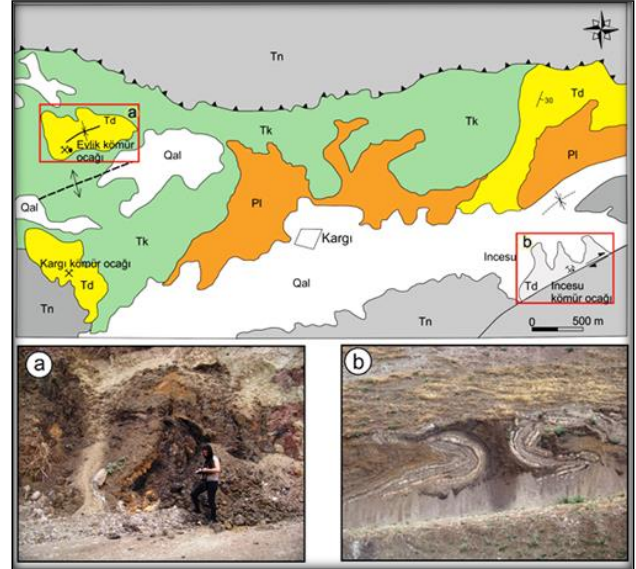 Tn
a
Td
Evlik kömür
ocağı
Tk
Tk
Td
30
Pl
Qal
Qal
Tk
Pl
Kargı
Kargı kömür ocağı
Td
Tn
Qal
Incesu
b
Td
Incesu
kömür ocağı
Tn
0 500 m
a
b